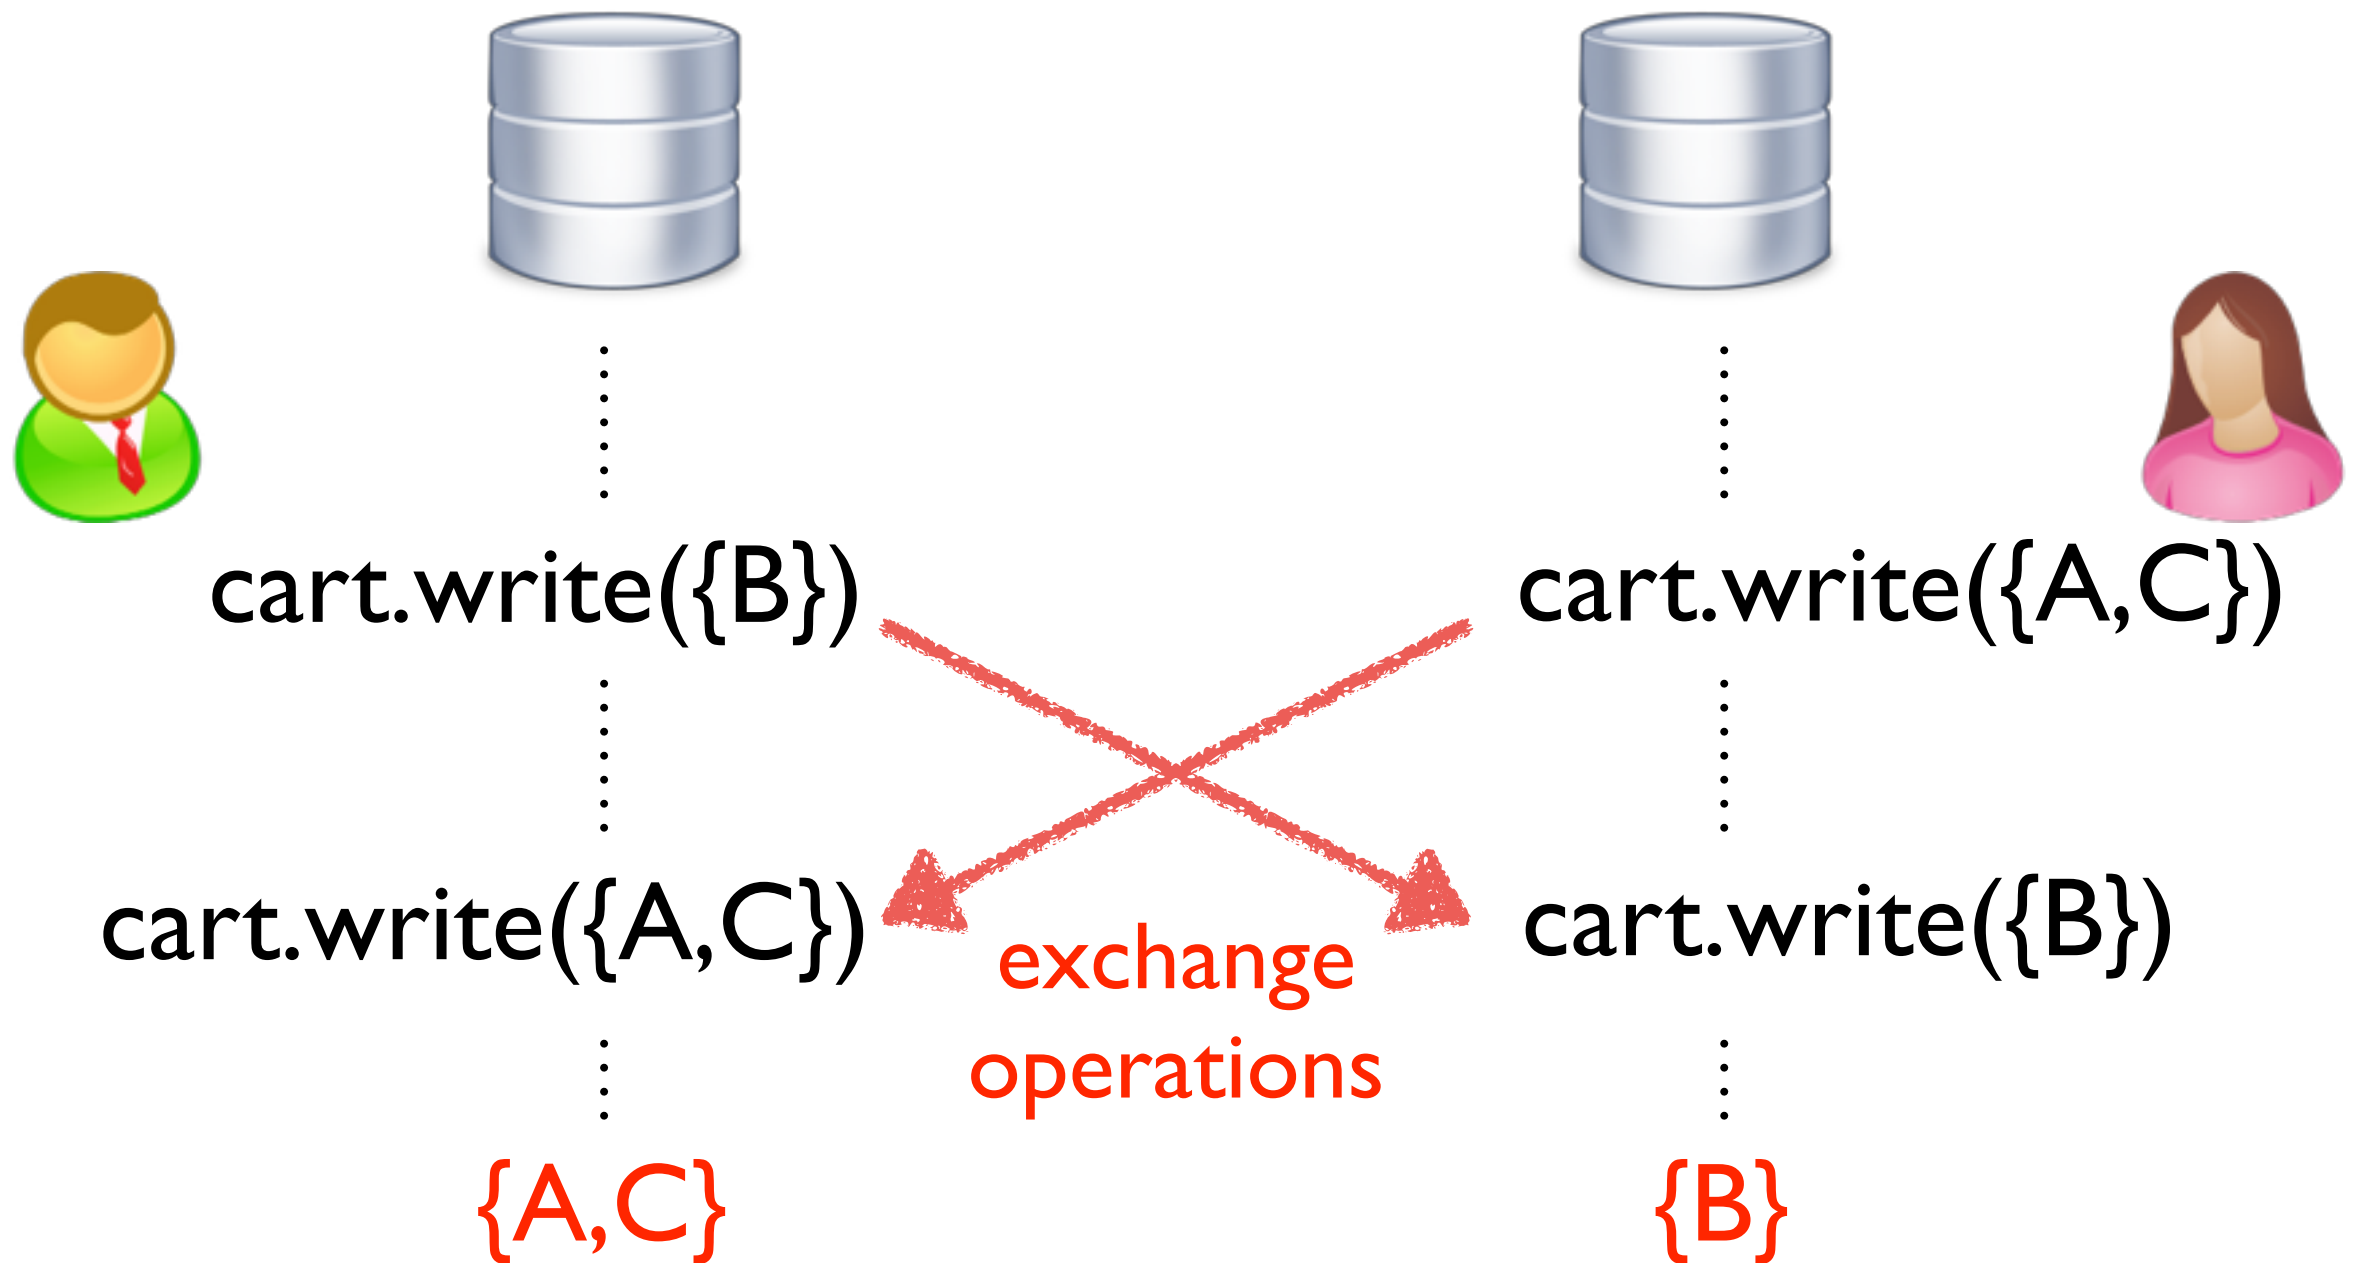 cart.write({B})
cart.write({A,C})
cart.write({A,C})
cart.write({B})
exchange
operations
{A,C}
{B}